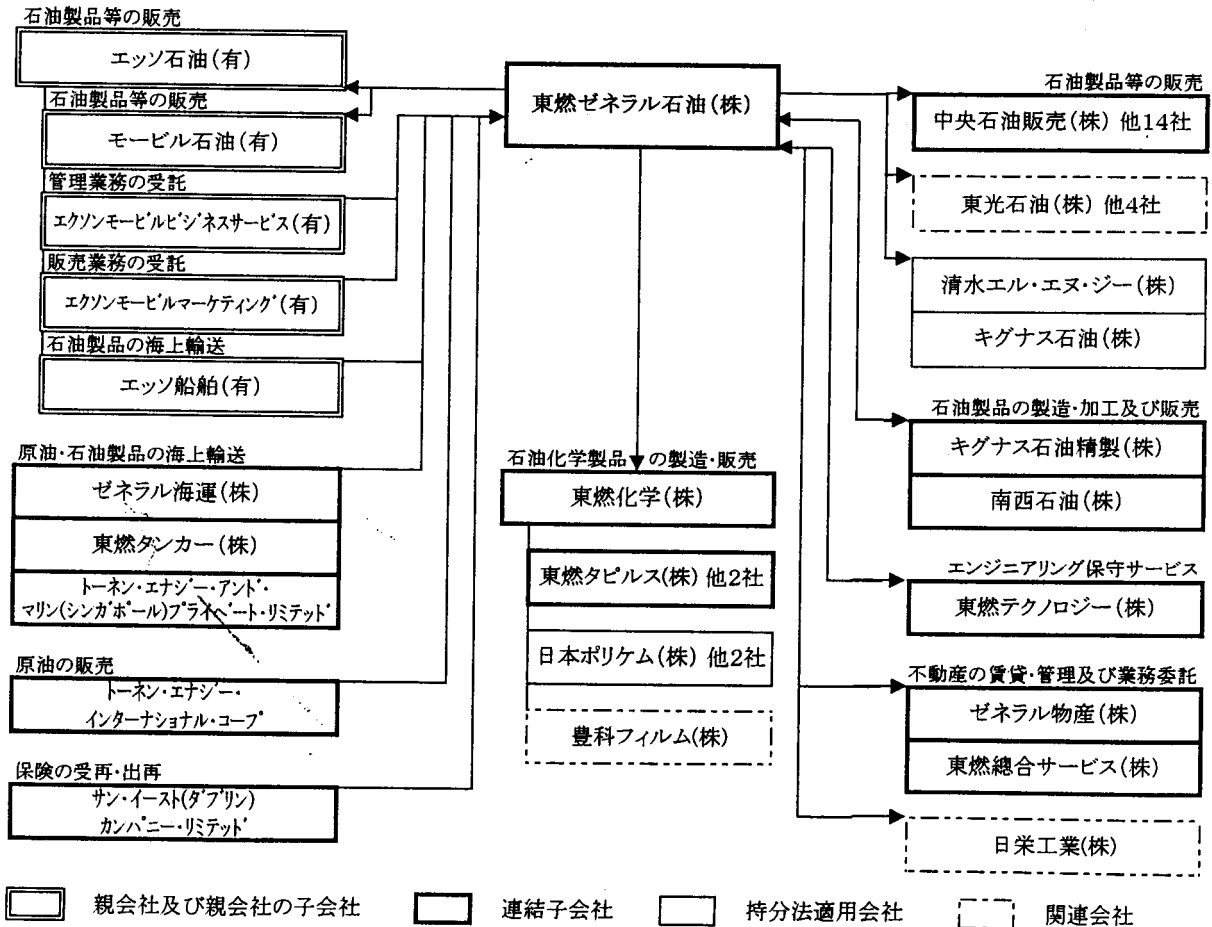 石油製品等の販売
エッソ石油(有)
石油製品等の販売
モービル石油(有)
管理業務の受託
エクソンモービルビジネスサービス(有)
販売業務の受託
エクソンモービルマーケティング(有)
石油製品の海上輸送
エッソ船舶(有)
原油・石油製品の海上輸送
ゼネラル海運(株)
東燃タンカー(株)
トーネン・エナジー・アンド・
マリン(シンガポール)プライベート・リミテッド
原油の販売
トーネン・エナジー・
インターナショナル・コープ
保険の受再・出再
サン・イースト(ダブリン)
カンパニー・リミテッド
東燃ゼネラル石油(株)
石油化学製品の製造・販売
東燃化学(株)
東燃タピルス(株) 他2社
日本ポリケム(株) 他2社
豊科フィルム(株)
石油製品等の販売
中央石油販売(株) 他14社
東光石油(株) 他4社
清水エル・エヌ・ジー(株)
キグナス石油(株)
石油製品の製造・加工及び販売
キグナス石油精製(株)
南西石油(株)
エンジニアリング保守サービス
東燃テクノロジー(株)
不動産の賃貸・管理及び業務委託
ゼネラル物産(株)
東燃總合サービス(株)
日栄工業(株)
親会社及び親会社の子会社
連結子会社
持分法適用会社
関連会社